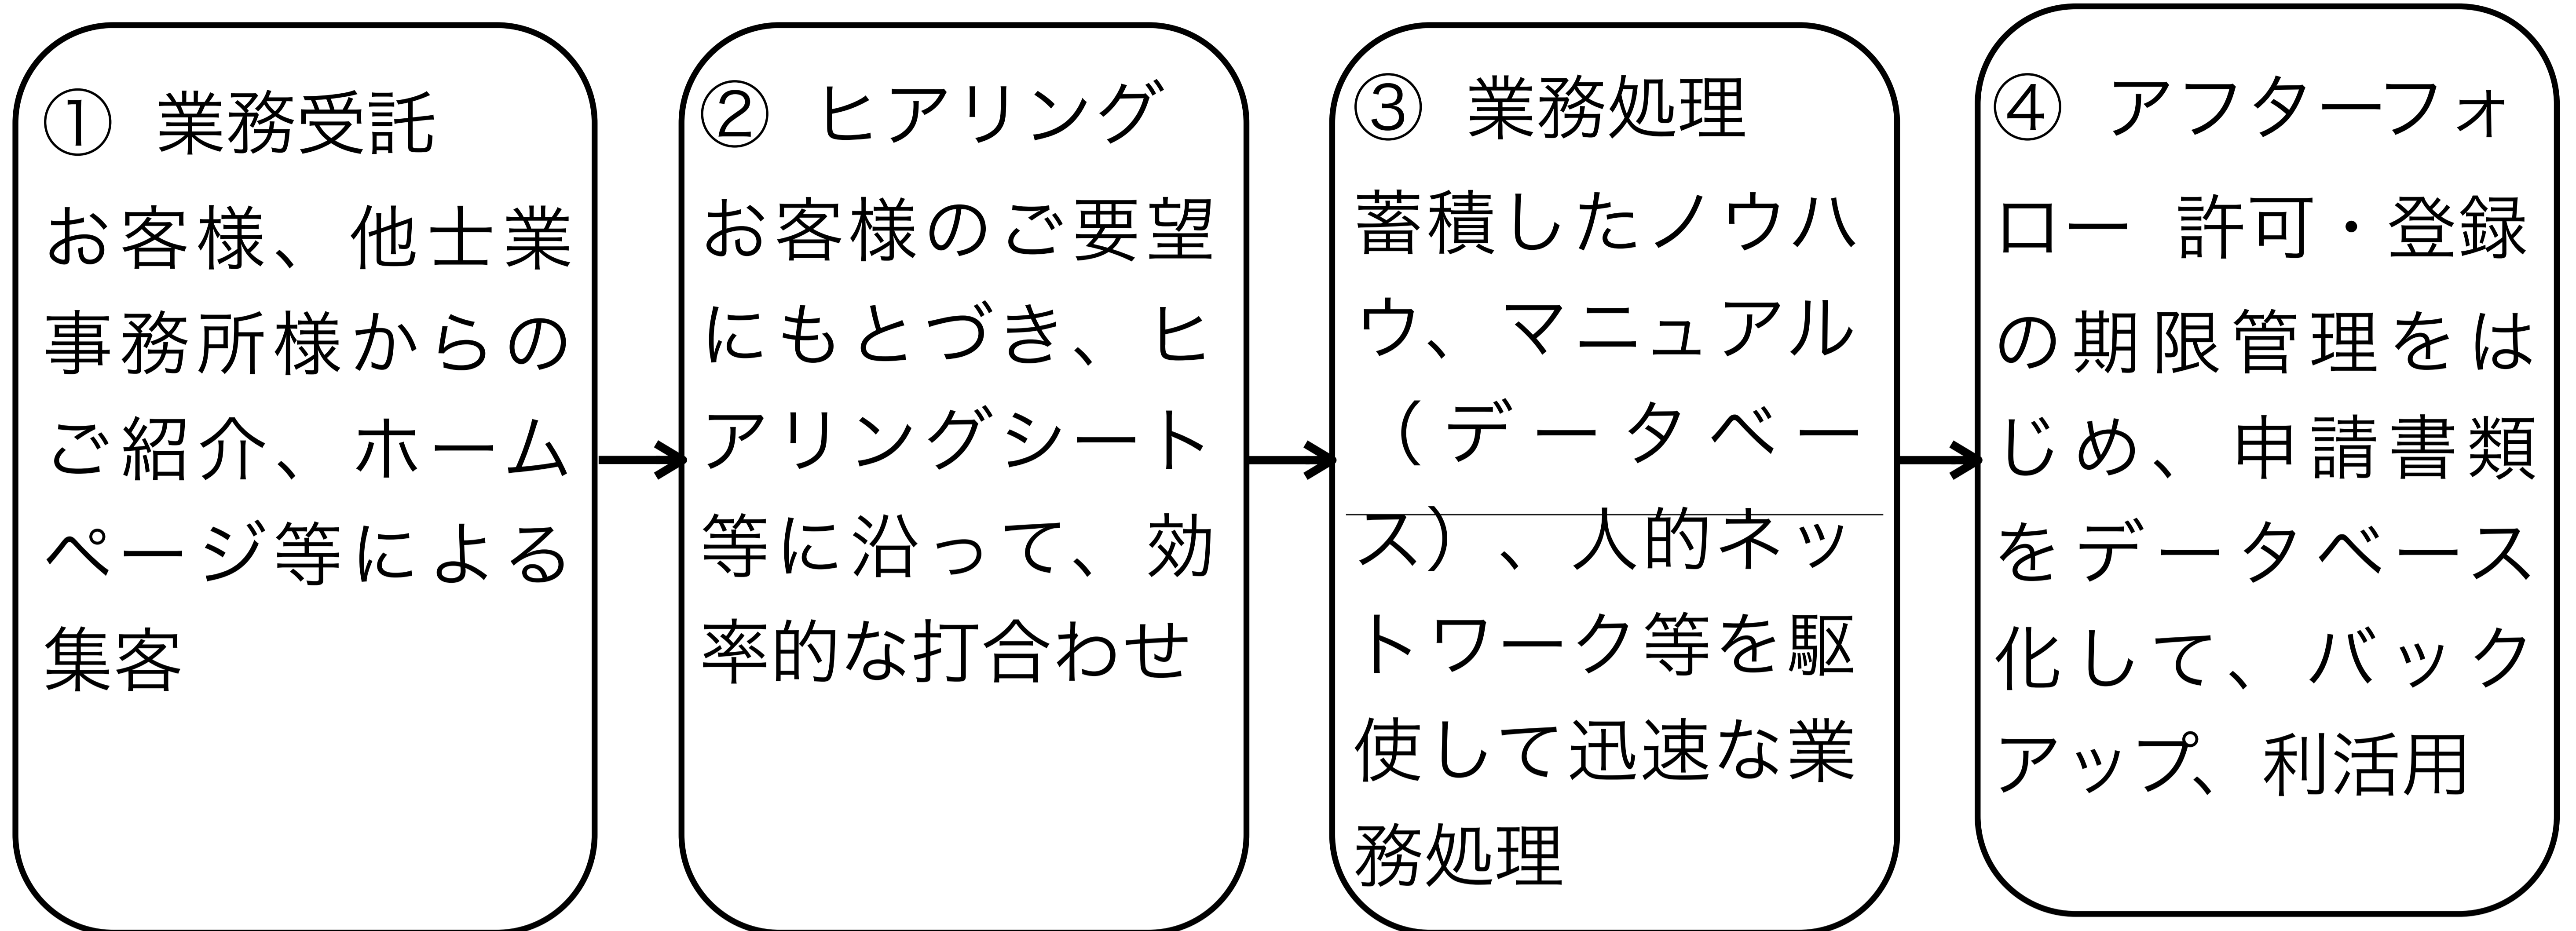 ① 業務受託
お客様、他士業
事務所様からの
ご紹介、ホーム
ページ等による
集客
② ヒアリング
お客様のご要望
にもとづき、ヒ
アリングシート
等に沿って、効
率的な打合わせ
③ 業務処理
蓄積したノウハ
ウ、マニュアル
（データベー
ス）、人的ネッ
トワーク等を駆
使して迅速な業
務処理
④ アフターフォ
ロー 許可・登録
の期限管理をは
じめ、申請書類
をデータベース
化して、バック
アップ、利活用